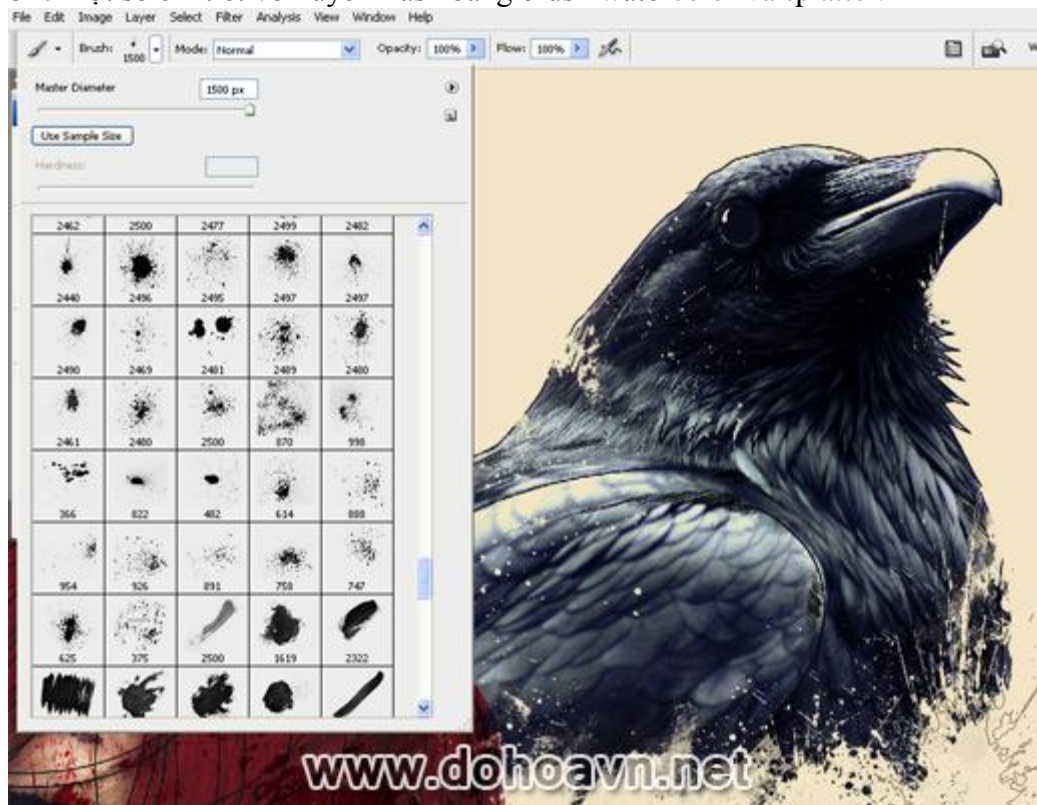 File Edit Image Layer Select Filter Analysis View Window Help
Brush: 1500 Mode: Normal Opacity: 100% Flow: 100%
Master Diameter 1500 px
Use Sample Size
Hardness:
2462 2500 2477 2499 2482
2440 2496 2495 2497 2497
2490 2469 2481 2489 2480
2461 2480 2500 870 998
366 822 482 614 888
954 926 891 758 747
625 375 2500 1619 2322
www.dohoavn.net